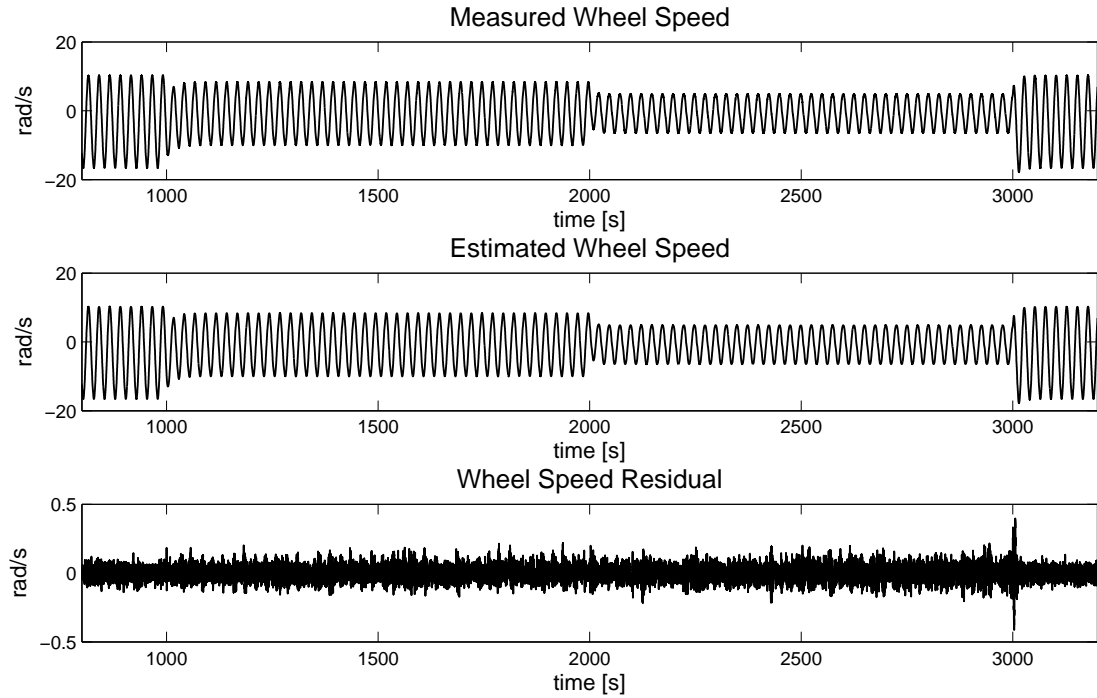 Measured Wheel Speed
20
0
−20
rad/s
1000 1500 2000 2500 3000
time [s]
Estimated Wheel Speed
20
0
−20
rad/s
1000 1500 2000 2500 3000
time [s]
Wheel Speed Residual
0.5
0
−0.5
rad/s
1000 1500 2000 2500 3000
time [s]